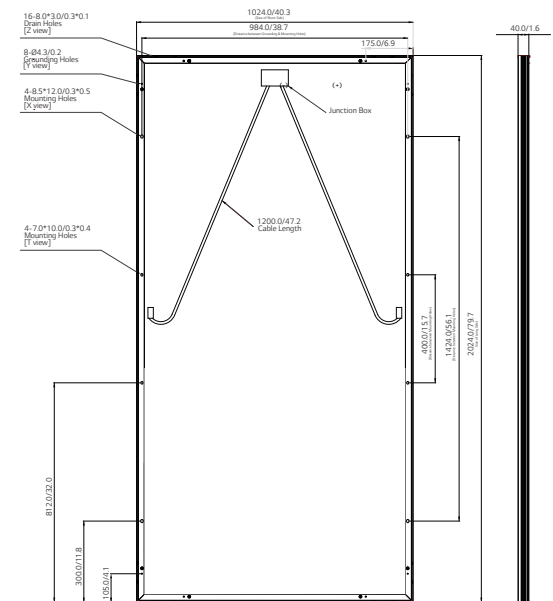 1024.0/40.3
984.0/38.7
175.0/6.9
40.0/1.6
16-8.0*3.0/0.3*0.1
Drain Holes
[Z view]
8-Ø4.3/0.2
Grounding Holes
[Y view]
4-8.5*12.0/0.3*0.5
Mounting Holes
[X view]
4-7.0*10.0/0.3*0.4
Mounting Holes
[T view]
(+)
Junction Box
1200.0/47.2
Cable Length
400.0/15.7
1424.0/56.1
2024.0/79.7
812.0/32.0
300.0/11.8
105.0/4.1